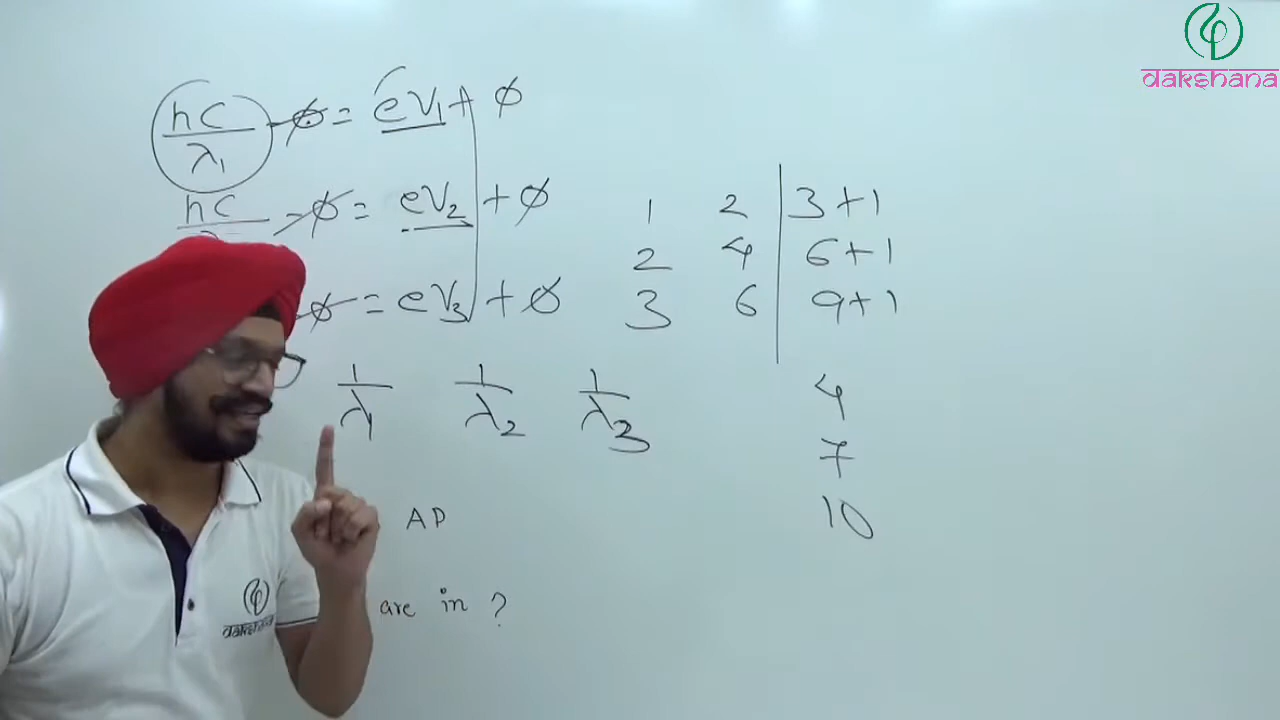 dakshana
hc/λ₁ - ϕ = eV₁ + ϕ
hc - ϕ = eV₂ + ϕ
ϕ = eV₃ + ϕ
1 2 3+1
2 4 6+1
3 6 9+1
1/λ₁ 1/λ₂ 1/λ₃
4
7
10
AP
are in ?
dakshana